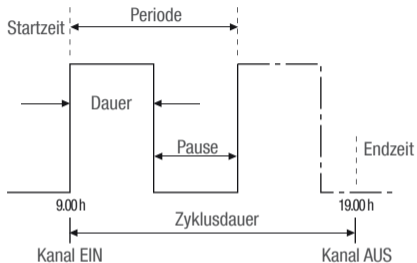 Periode
Startzeit
Dauer
Pause
Endzeit
9.00 h
19.00 h
Zyklusdauer
Kanal EIN
Kanal AUS